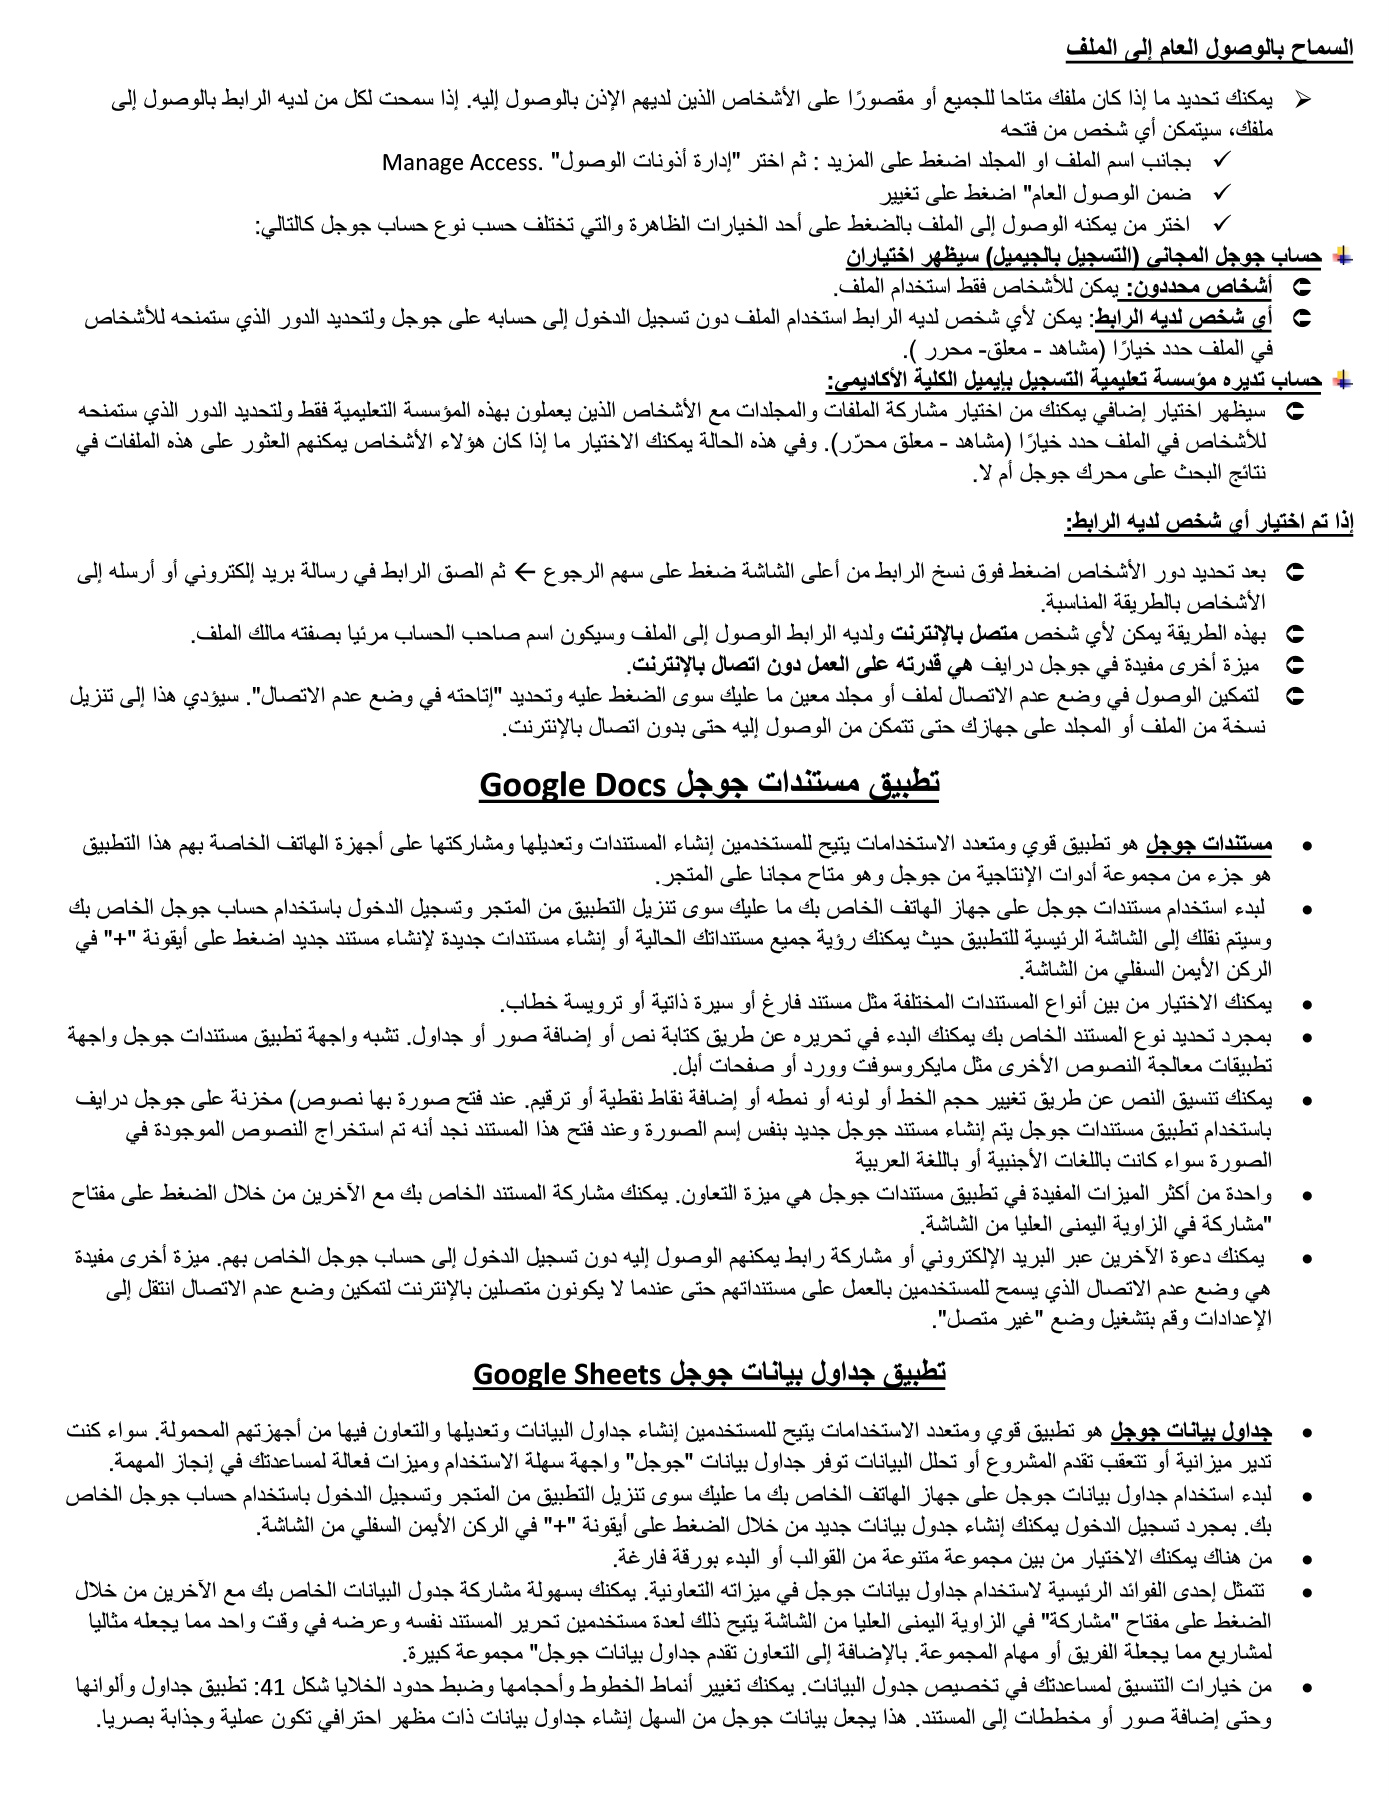 السماح بالوصول العام إلى الملف
يمكنك تحديد ما إذا كان ملفك متاحا للجميع أو مقصورًا على الأشخاص الذين لديهم الإذن بالوصول إليه. إذا سمحت لكل من لديه الرابط بالوصول إلى
ملفك، سيتمكن أي شخص من فتحه
بجانب اسم الملف او المجلد اضغط على المزيد : ثم اختر "إدارة أذونات الوصول" .Manage Access
ضمن الوصول العام" اضغط على تغيير
اختر من يمكنه الوصول إلى الملف بالضغط على أحد الخيارات الظاهرة والتي تختلف حسب نوع حساب جوجل كالتالي:
حساب جوجل المجاني (التسجيل بالجيميل) سيظهر اختياران
أشخاص محددون: يمكن للأشخاص فقط استخدام الملف.
أي شخص لديه الرابط: يمكن لأي شخص لديه الرابط استخدام الملف دون تسجيل الدخول إلى حسابه على جوجل ولتحديد الدور الذي ستمنحه للأشخاص
في الملف حدد خيارًا (مشاهد - معلق- محرر ).
حساب تديره مؤسسة تعليمية التسجيل بإيميل الكلية الأكاديمي:
سيظهر اختيار إضافي يمكنك من اختيار مشاركة الملفات والمجلدات مع الأشخاص الذين يعملون بهذه المؤسسة التعليمية فقط ولتحديد الدور الذي ستمنحه
للأشخاص في الملف حدد خيارًا (مشاهد - معلق محرّر). وفي هذه الحالة يمكنك الاختيار ما إذا كان هؤلاء الأشخاص يمكنهم العثور على هذه الملفات في
نتائج البحث على محرك جوجل أم لا.
إذا تم اختيار أي شخص لديه الرابط:
بعد تحديد دور الأشخاص اضغط فوق نسخ الرابط من أعلى الشاشة ضغط على سهم الرجوع ← ثم الصق الرابط في رسالة بريد إلكتروني أو أرسله إلى
الأشخاص بالطريقة المناسبة.
بهذه الطريقة يمكن لأي شخص متصل بالإنترنت ولديه الرابط الوصول إلى الملف وسيكون اسم صاحب الحساب مرئيا بصفته مالك الملف.
ميزة أخرى مفيدة في جوجل درايف هي قدرته على العمل دون اتصال بالإنترنت.
لتمكين الوصول في وضع عدم الاتصال لملف أو مجلد معين ما عليك سوى الضغط عليه وتحديد "إتاحته في وضع عدم الاتصال". سيؤدي هذا إلى تنزيل
نسخة من الملف أو المجلد على جهازك حتى تتمكن من الوصول إليه حتى بدون اتصال بالإنترنت.
تطبيق مستندات جوجل Google Docs
مستندات جوجل هو تطبيق قوي ومتعدد الاستخدامات يتيح للمستخدمين إنشاء المستندات وتعديلها ومشاركتها على أجهزة الهاتف الخاصة بهم هذا التطبيق
هو جزء من مجموعة أدوات الإنتاجية من جوجل وهو متاح مجانا على المتجر.
لبدء استخدام مستندات جوجل على جهاز الهاتف الخاص بك ما عليك سوى تنزيل التطبيق من المتجر وتسجيل الدخول باستخدام حساب جوجل الخاص بك
وسيتم نقلك إلى الشاشة الرئيسية للتطبيق حيث يمكنك رؤية جميع مستنداتك الحالية أو إنشاء مستندات جديدة لإنشاء مستند جديد اضغط على أيقونة "+" في
الركن الأيمن السفلي من الشاشة.
يمكنك الاختيار من بين أنواع المستندات المختلفة مثل مستند فارغ أو سيرة ذاتية أو ترويسة خطاب.
بمجرد تحديد نوع المستند الخاص بك يمكنك البدء في تحريره عن طريق كتابة نص أو إضافة صور أو جداول. تشبه واجهة تطبيق مستندات جوجل واجهة
تطبيقات معالجة النصوص الأخرى مثل مايكروسوفت وورد أو صفحات أبل.
يمكنك تنسيق النص عن طريق تغيير حجم الخط أو لونه أو نمطه أو إضافة نقاط نقطية أو ترقيم. عند فتح صورة بها نصوص) مخزنة على جوجل درايف
باستخدام تطبيق مستندات جوجل يتم إنشاء مستند جوجل جديد بنفس إسم الصورة وعند فتح هذا المستند نجد أنه تم استخراج النصوص الموجودة في
الصورة سواء كانت باللغات الأجنبية أو باللغة العربية
واحدة من أكثر الميزات المفيدة في تطبيق مستندات جوجل هي ميزة التعاون. يمكنك مشاركة المستند الخاص بك مع الآخرين من خلال الضغط على مفتاح
"مشاركة في الزاوية اليمنى العليا من الشاشة.
يمكنك دعوة الآخرين عبر البريد الإلكتروني أو مشاركة رابط يمكنهم الوصول إليه دون تسجيل الدخول إلى حساب جوجل الخاص بهم. ميزة أخرى مفيدة
هي وضع عدم الاتصال الذي يسمح للمستخدمين بالعمل على مستنداتهم حتى عندما لا يكونون متصلين بالإنترنت لتمكين وضع عدم الاتصال انتقل إلى
الإعدادات وقم بتشغيل وضع "غير متصل".
تطبيق جداول بيانات جوجل Google Sheets
جداول بيانات جوجل هو تطبيق قوي ومتعدد الاستخدامات يتيح للمستخدمين إنشاء جداول البيانات وتعديلها والتعاون فيها من أجهزتهم المحمولة. سواء كنت
تدير ميزانية أو تتعقب تقدم المشروع أو تحلل البيانات توفر جداول بيانات "جوجل" واجهة سهلة الاستخدام وميزات فعالة لمساعدتك في إنجاز المهمة.
لبدء استخدام جداول بيانات جوجل على جهاز الهاتف الخاص بك ما عليك سوى تنزيل التطبيق من المتجر وتسجيل الدخول باستخدام حساب جوجل الخاص
بك. بمجرد تسجيل الدخول يمكنك إنشاء جدول بيانات جديد من خلال الضغط على أيقونة "+" في الركن الأيمن السفلي من الشاشة.
من هناك يمكنك الاختيار من بين مجموعة متنوعة من القوالب أو البدء بورقة فارغة.
تتمثل إحدى الفوائد الرئيسية لاستخدام جداول بيانات جوجل في ميزاته التعاونية. يمكنك بسهولة مشاركة جدول البيانات الخاص بك مع الآخرين من خلال
الضغط على مفتاح "مشاركة" في الزاوية اليمنى العليا من الشاشة يتيح ذلك لعدة مستخدمين تحرير المستند نفسه وعرضه في وقت واحد مما يجعله مثاليا
لمشاريع مما يجعلة الفريق أو مهام المجموعة. بالإضافة إلى التعاون تقدم جداول بيانات جوجل" مجموعة كبيرة.
من خيارات التنسيق لمساعدتك في تخصيص جدول البيانات. يمكنك تغيير أنماط الخطوط وأحجامها وضبط حدود الخلايا شكل 41: تطبيق جداول وألوانها
وحتى إضافة صور أو مخططات إلى المستند. هذا يجعل بيانات جوجل من السهل إنشاء جداول بيانات ذات مظهر احترافي تكون عملية وجذابة بصريا.